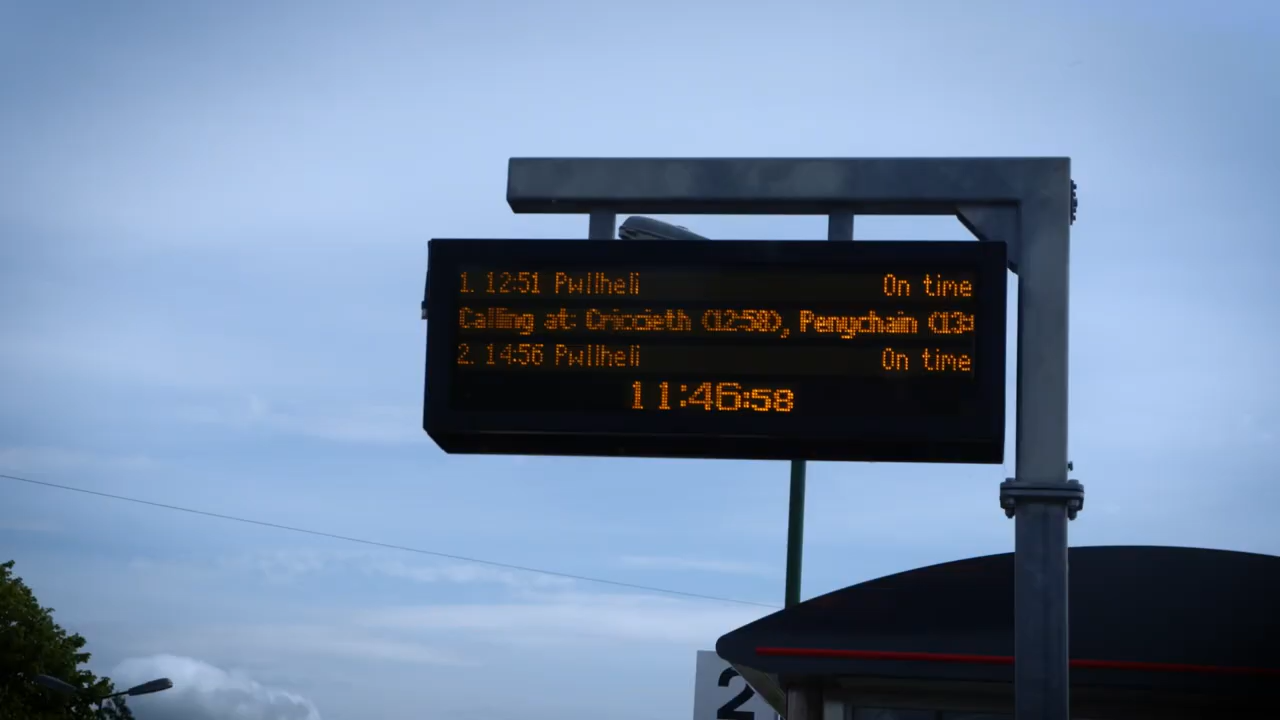 1. 12:51 Pwllheli On time
Calling at: Criccieth (12:58), Penychain (13:
2. 14:56 Pwllheli On time
11:46:58
2